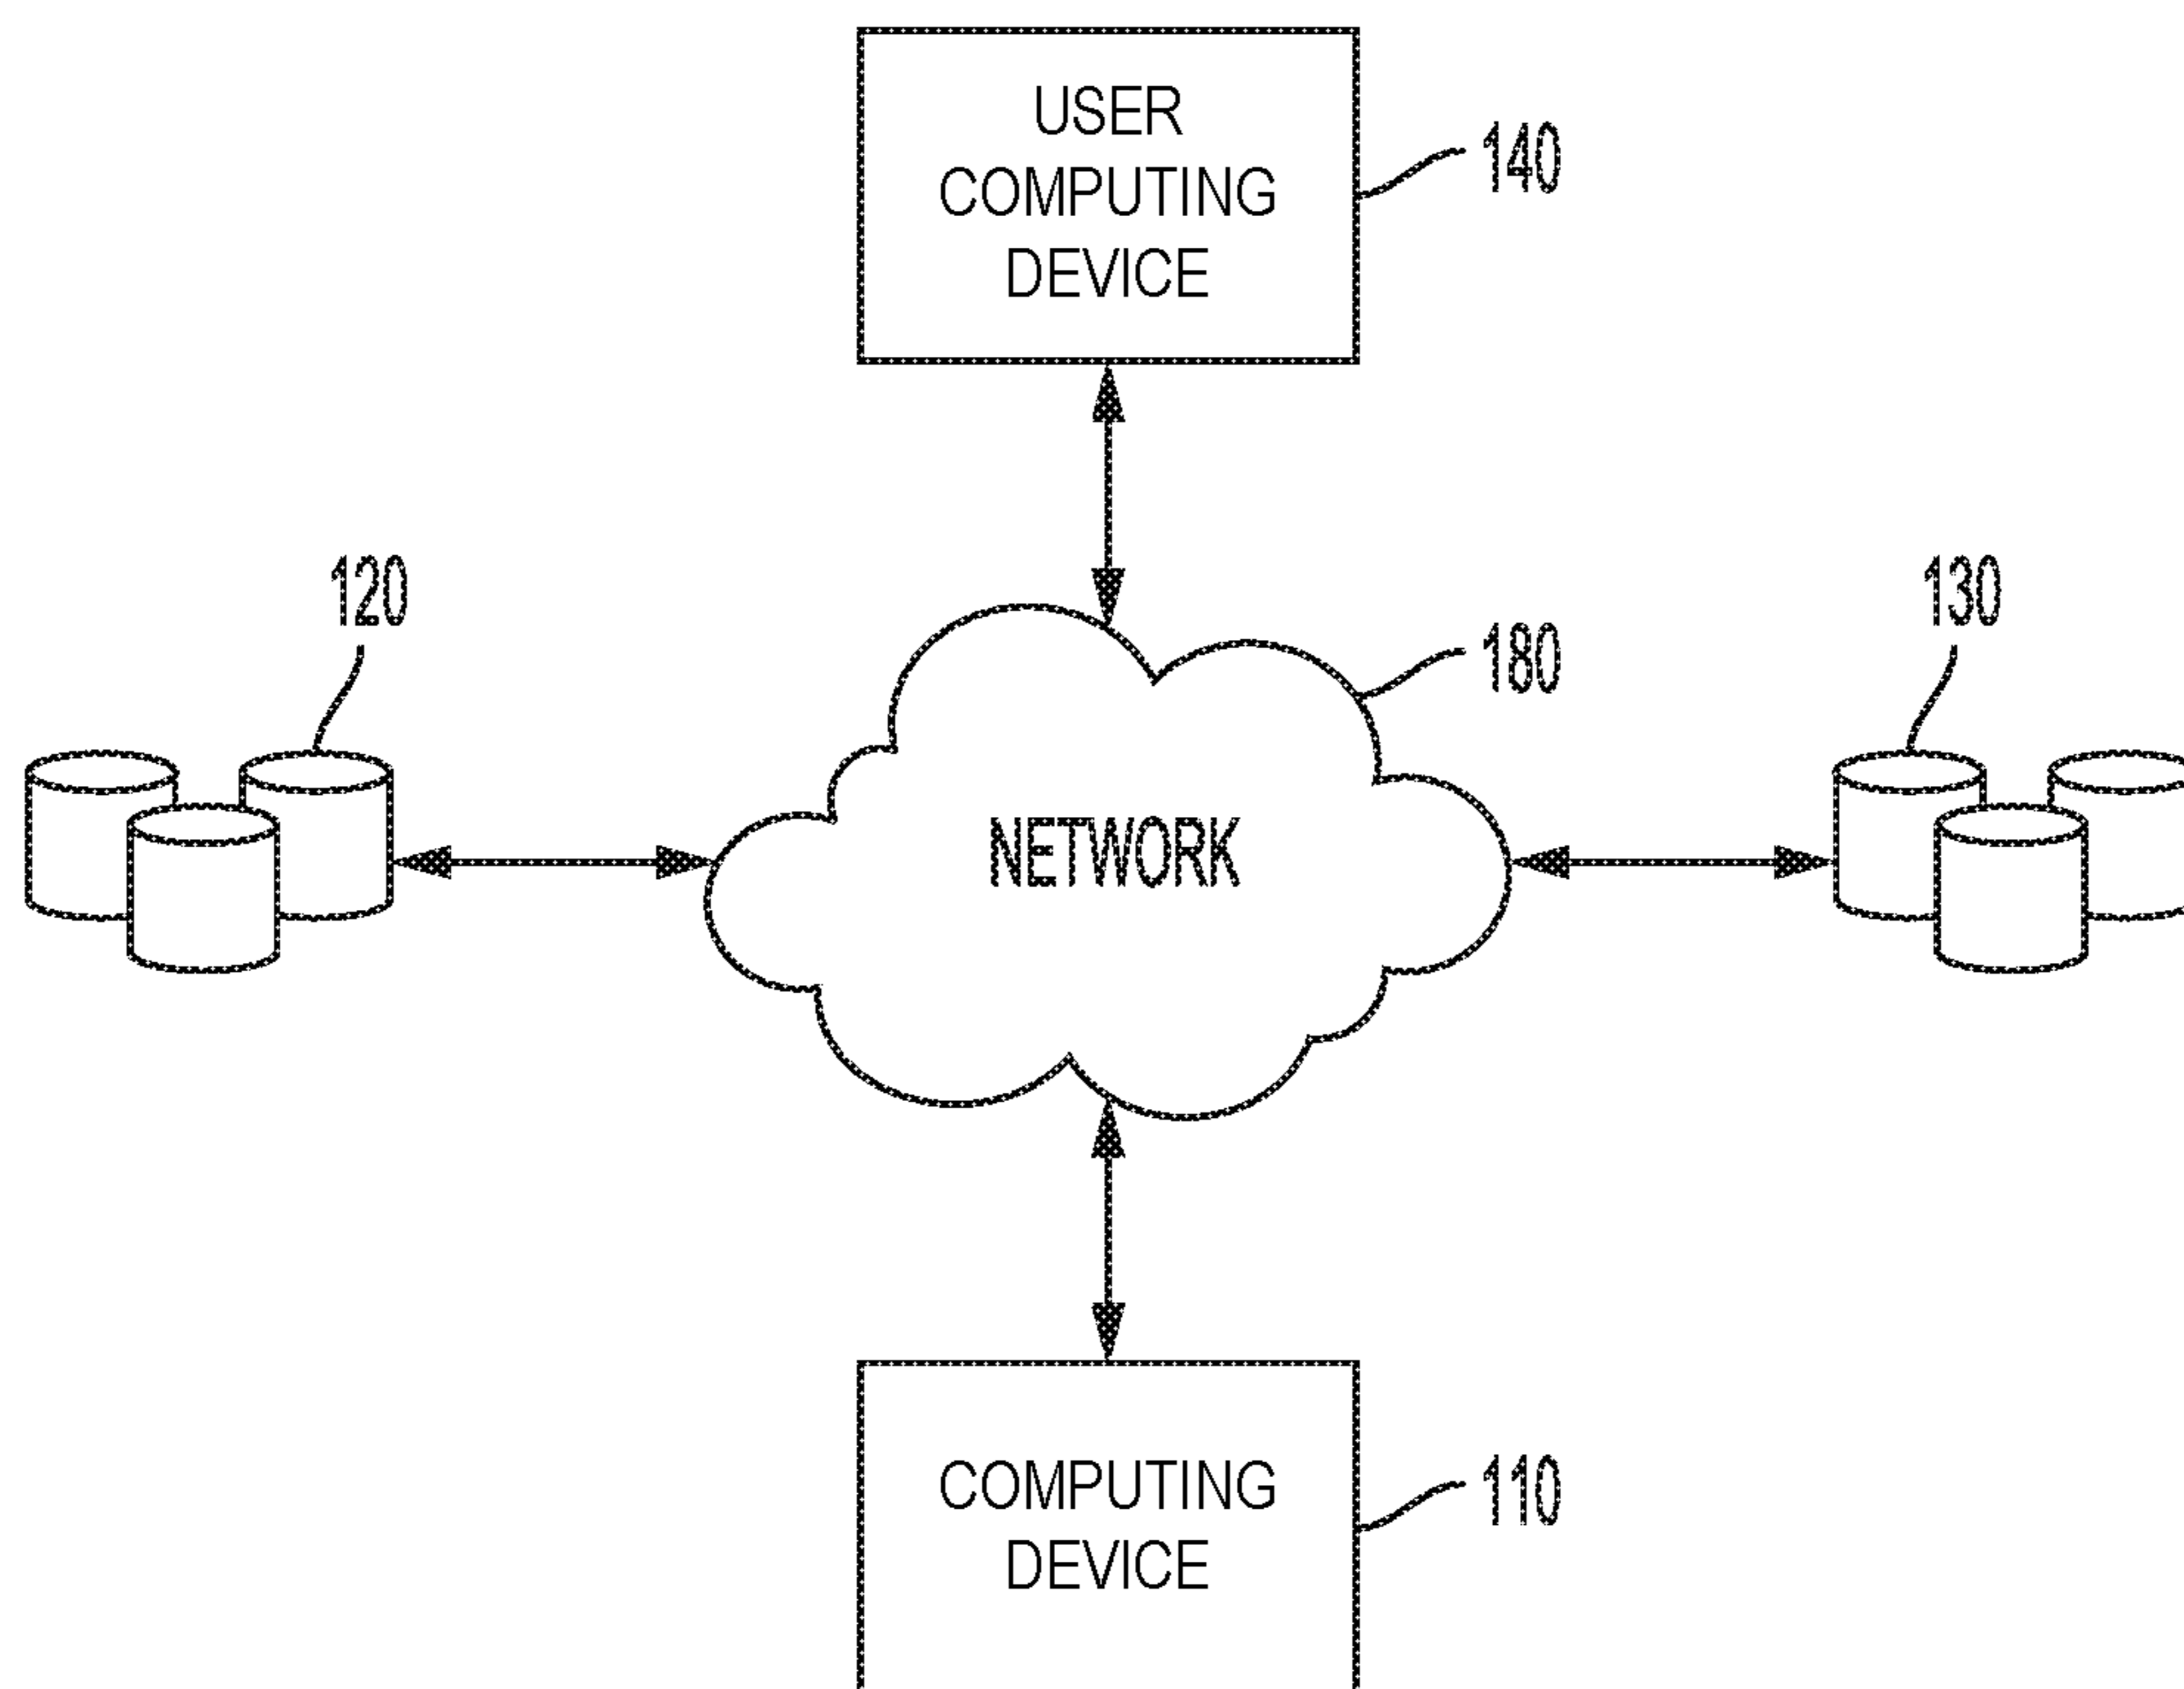 USER
COMPUTING
DEVICE
140
120
130
180
NETWORK
COMPUTING
DEVICE
110